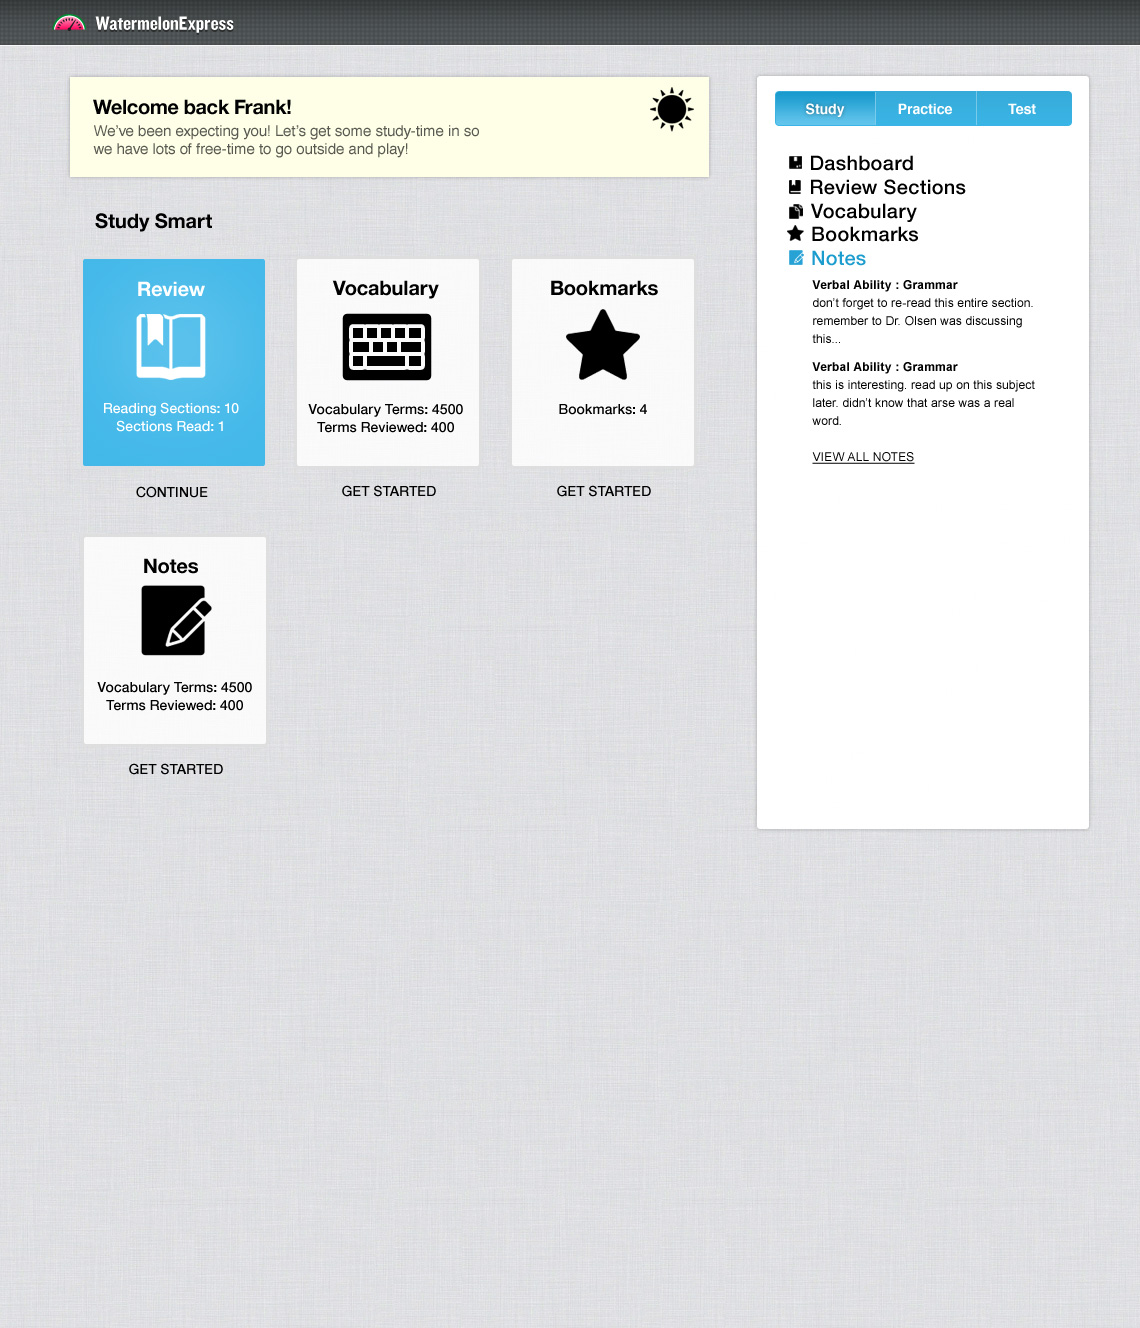 WatermelonExpress
Welcome back Frank!
We've been expecting you! Let's get some study-time in so
we have lots of free-time to go outside and play!
Study Smart
Review
Reading Sections: 10
Sections Read: 1
CONTINUE
Vocabulary
Vocabulary Terms: 4500
Terms Reviewed: 400
GET STARTED
Bookmarks
Bookmarks: 4
GET STARTED
Notes
Vocabulary Terms: 4500
Terms Reviewed: 400
GET STARTED
Study
Practice
Test
Dashboard
Review Sections
Vocabulary
Bookmarks
Notes
Verbal Ability : Grammar
don't forget to re-read this entire section.
remember to Dr. Olsen was discussing
this...
Verbal Ability : Grammar
this is interesting. read up on this subject
later. didn't know that arse was a real
word.
VIEW ALL NOTES